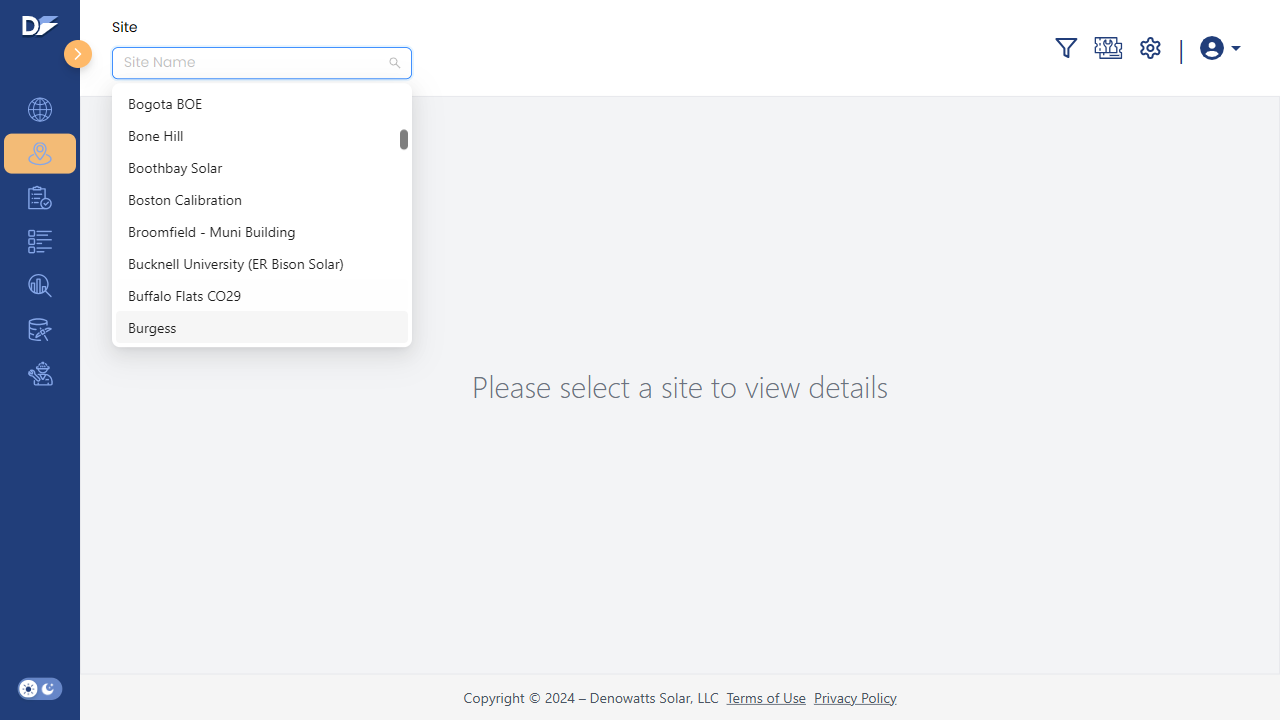 Site
Site Name
Bogota BOE
Bone Hill
Boothbay Solar
Boston Calibration
Broomfield - Muni Building
Bucknell University (ER Bison Solar)
Buffalo Flats CO29
Burgess
Please select a site to view details
Copyright © 2024 – Denowatts Solar, LLC Terms of Use Privacy Policy